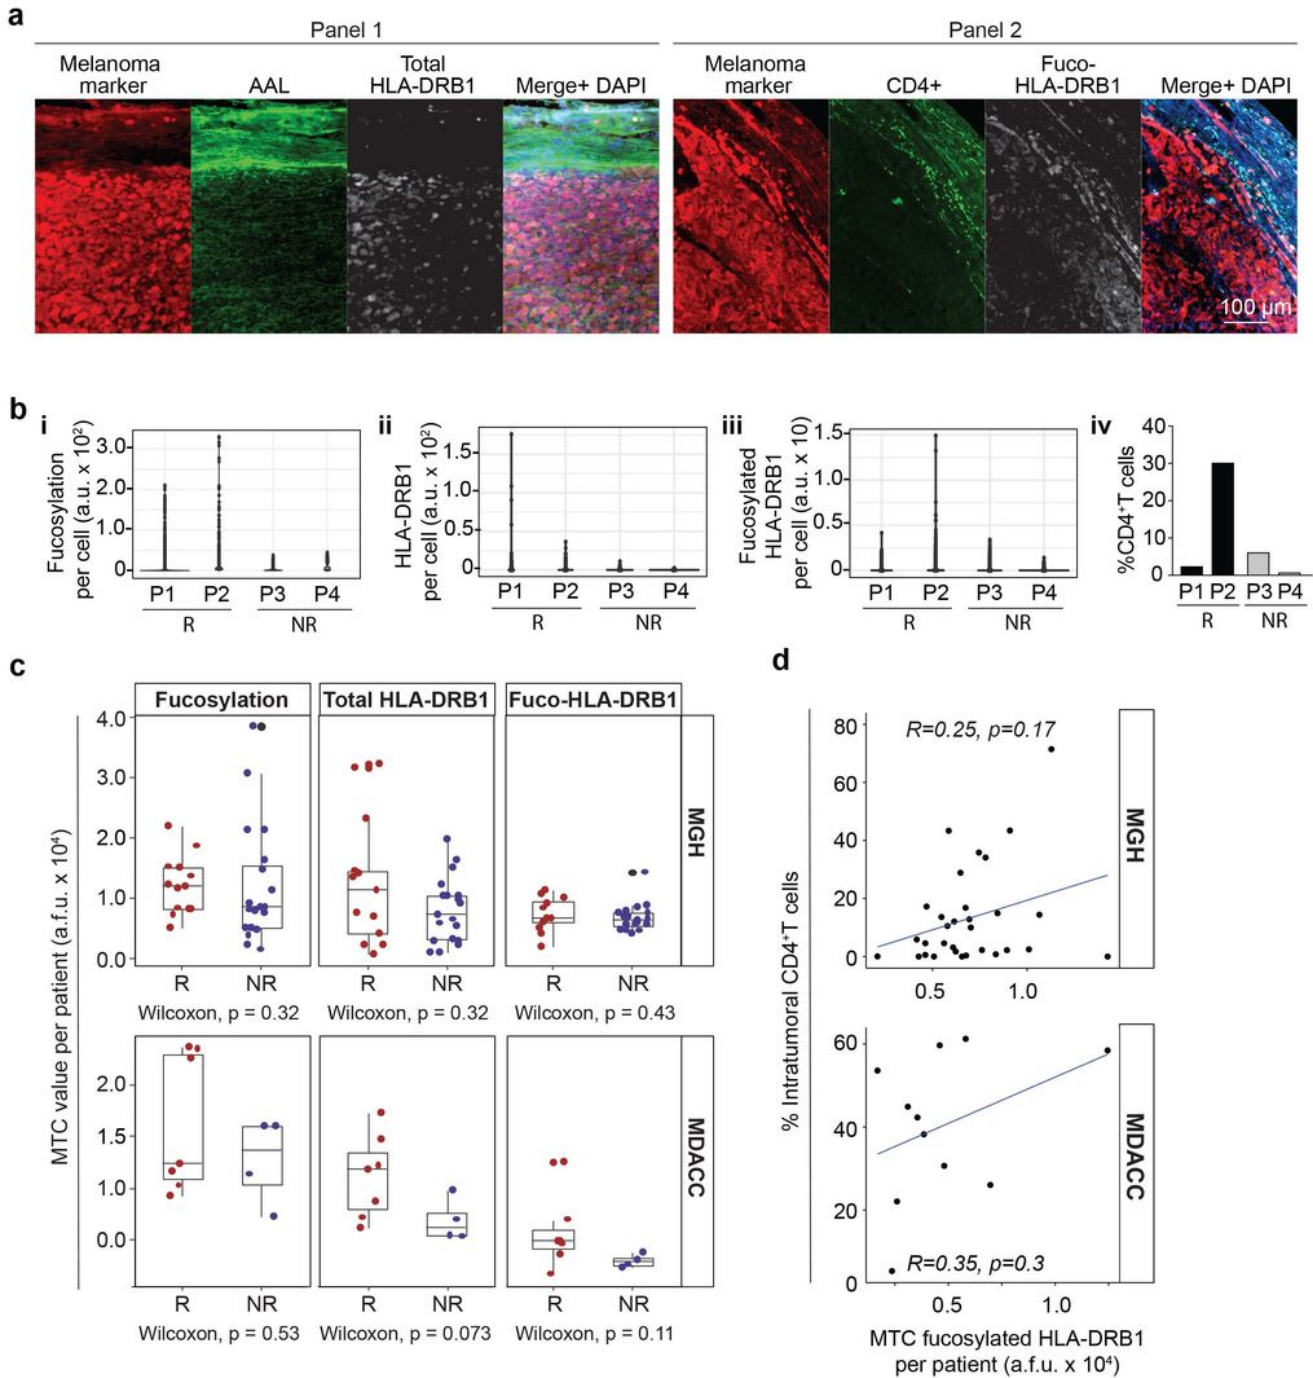 a
Panel 1
Panel 2
Melanoma marker
AAL
Total HLA-DRB1
Merge+ DAPI
Melanoma marker
CD4+
Fuco-HLA-DRB1
Merge+ DAPI
100 µm
b
i
Fucosylation
per cell (a.u. x 10²)
3.0
2.0
1.0
0
P1 P2 P3 P4
R NR
ii
HLA-DRB1
per cell (a.u. x 10²)
1.5
1.0
0.5
0
P1 P2 P3 P4
R NR
iii
Fucosylated
HLA-DRB1
per cell (a.u. x 10)
1.5
1.0
0.5
0
P1 P2 P3 P4
R NR
iv
%CD4⁺T cells
40
30
20
10
0
P1 P2 P3 P4
R NR
c
MTC value per patient (a.f.u. x 10⁴)
Fucosylation
Total HLA-DRB1
Fuco-HLA-DRB1
4.0
3.0
2.0
1.0
0.0
MGH
R NR R NR R NR
Wilcoxon, p = 0.32
Wilcoxon, p = 0.32
Wilcoxon, p = 0.43
2.0
1.5
1.0
0.0
MDACC
R NR R NR R NR
Wilcoxon, p = 0.53
Wilcoxon, p = 0.073
Wilcoxon, p = 0.11
d
% Intratumoral CD4⁺T cells
80
60
40
20
0
R=0.25, p=0.17
MGH
0.5 1.0
60
40
20
0
R=0.35, p=0.3
MDACC
0.5 1.0
MTC fucosylated HLA-DRB1
per patient (a.f.u. x 10⁴)